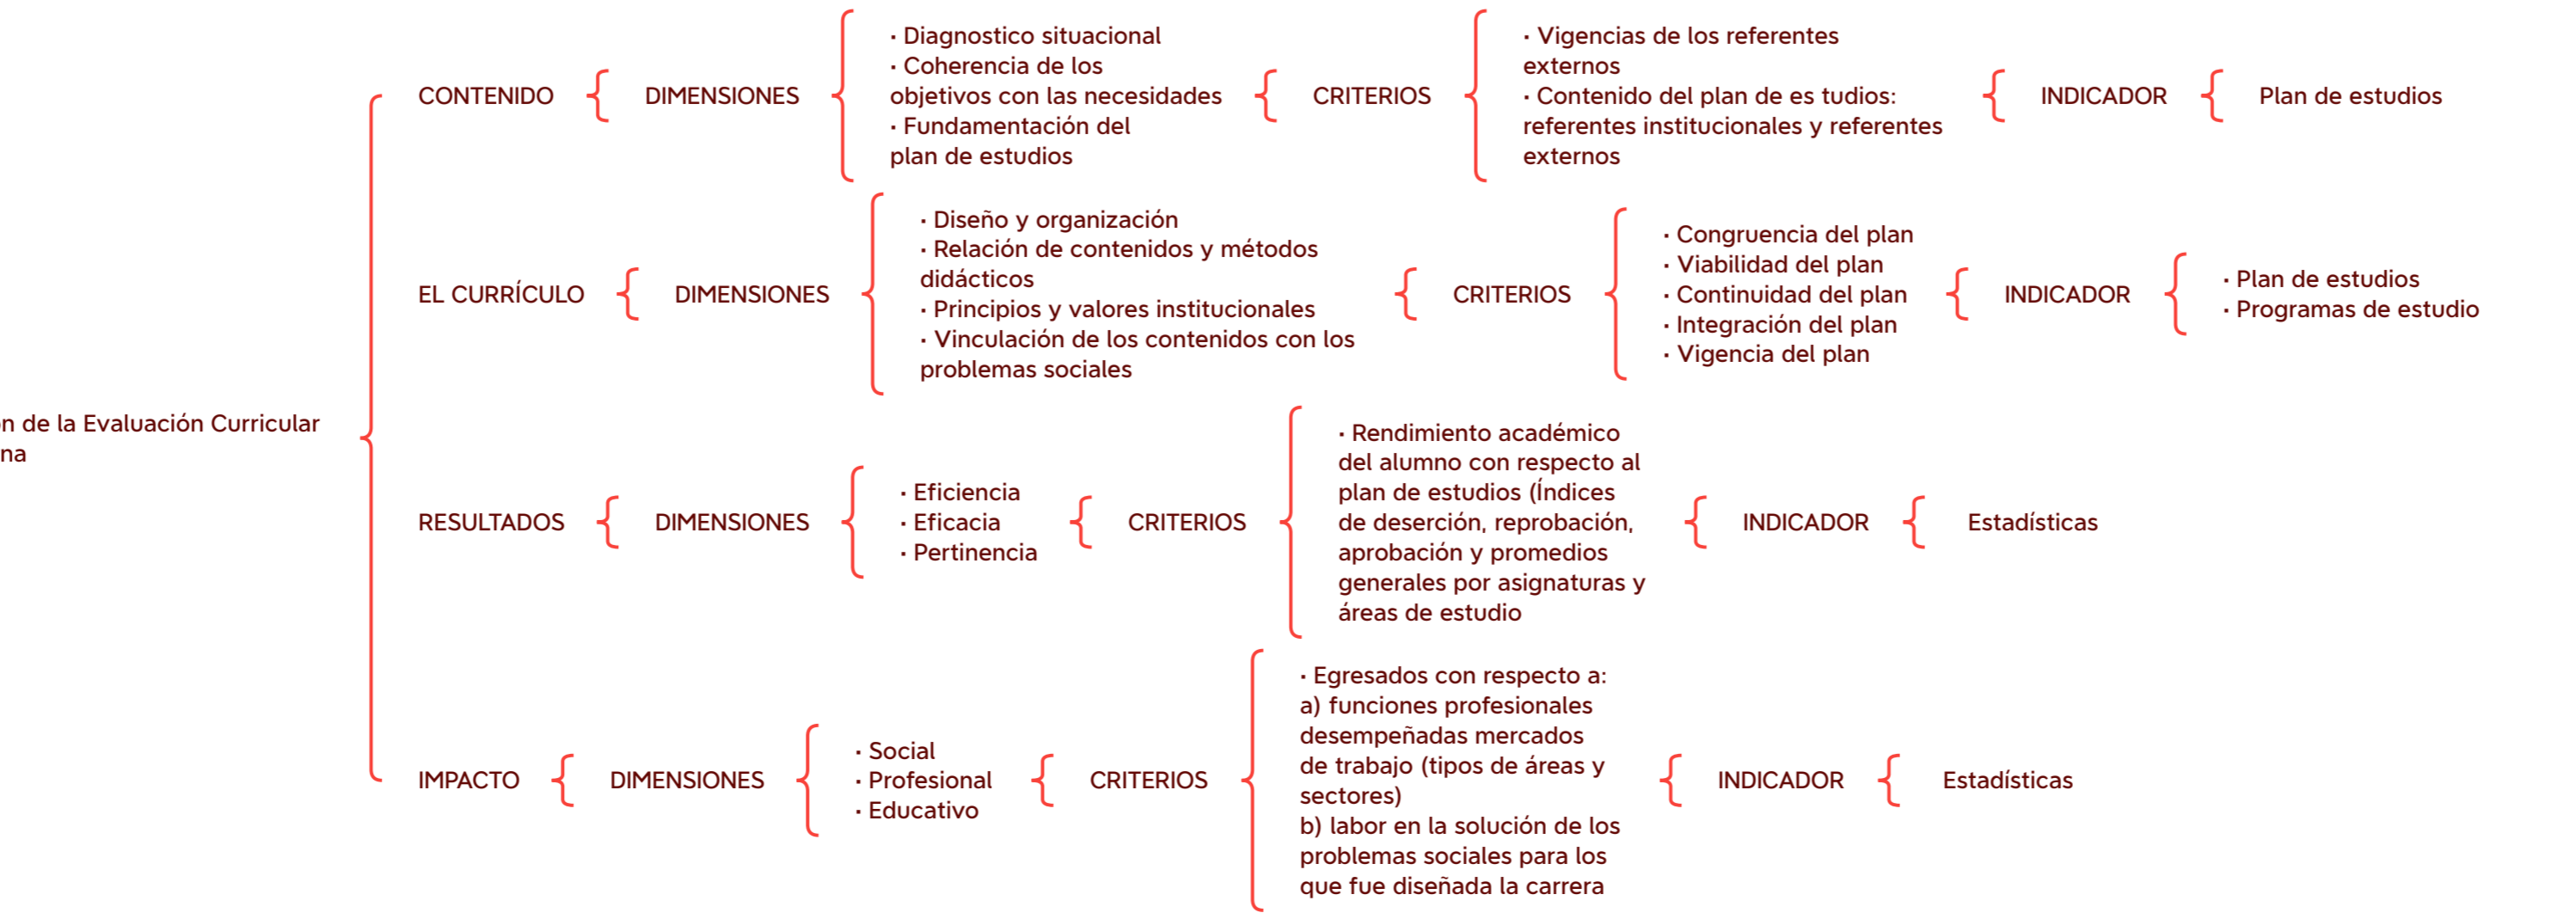 n de la Evaluación Curricular
na
CONTENIDO
DIMENSIONES
· Diagnostico situacional
· Coherencia de los
objetivos con las necesidades
· Fundamentación del
plan de estudios
CRITERIOS
· Vigencias de los referentes
externos
· Contenido del plan de es tudios:
referentes institucionales y referentes
externos
INDICADOR
Plan de estudios
EL CURRÍCULO
DIMENSIONES
· Diseño y organización
· Relación de contenidos y métodos
didácticos
· Principios y valores institucionales
· Vinculación de los contenidos con los
problemas sociales
CRITERIOS
· Congruencia del plan
· Viabilidad del plan
· Continuidad del plan
· Integración del plan
· Vigencia del plan
INDICADOR
· Plan de estudios
· Programas de estudio
RESULTADOS
DIMENSIONES
· Eficiencia
· Eficacia
· Pertinencia
CRITERIOS
· Rendimiento académico
del alumno con respecto al
plan de estudios (Índices
de deserción, reprobación,
aprobación y promedios
generales por asignaturas y
áreas de estudio
INDICADOR
Estadísticas
IMPACTO
DIMENSIONES
· Social
· Profesional
· Educativo
CRITERIOS
· Egresados con respecto a:
a) funciones profesionales
desempeñadas mercados
de trabajo (tipos de áreas y
sectores)
b) labor en la solución de los
problemas sociales para los
que fue diseñada la carrera
INDICADOR
Estadísticas